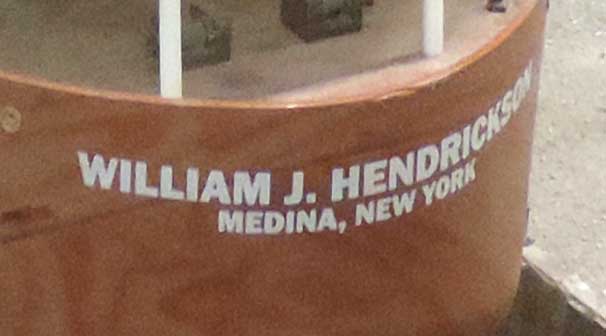 WILLIAM J. HENDRICKSON
MEDINA, NEW YORK